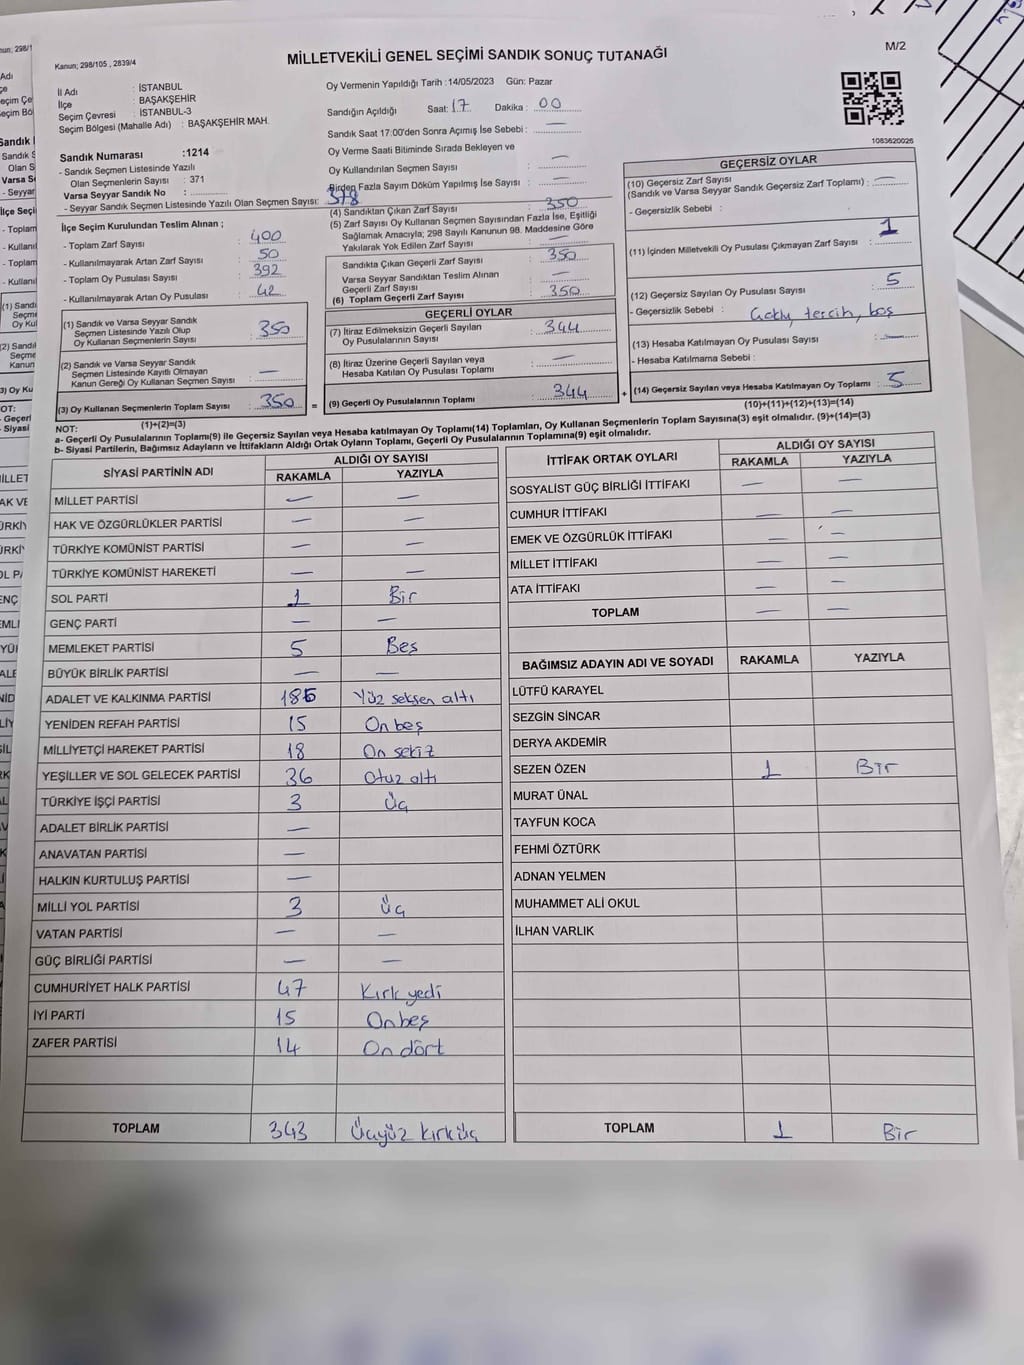 Kanun; 298/105 , 2839/4
MİLLETVEKİLİ GENEL SEÇİMİ SANDIK SONUÇ TUTANAĞI
M/2
İl Adı : İSTANBUL
İlçe : BAŞAKŞEHİR
Seçim Çevresi : İSTANBUL-3
Seçim Bölgesi (Mahalle Adı) : BAŞAKŞEHİR MAH.
Sandık Numarası :1214
- Sandık Seçmen Listesinde Yazılı
Olan Seçmenlerin Sayısı : 371
Varsa Seyyar Sandık No :
- Seyyar Sandık Seçmen Listesinde Yazılı Olan Seçmen Sayısı: 378
İlçe Seçim Kurulundan Teslim Alınan ;
- Toplam Zarf Sayısı : 400
- Kullanılmayarak Artan Zarf Sayısı : 50
- Toplam Oy Pusulası Sayısı : 392
- Kullanılmayarak Artan Oy Pusulası : 42
(1) Sandık ve Varsa Seyyar Sandık
Seçmen Listesinde Yazılı Olup
Oy Kullanan Seçmenlerin Sayısı : 350
(2) Sandık ve Varsa Seyyar Sandık
Seçmen Listesinde Kayıtlı Olmayan
Kanun Gereği Oy Kullanan Seçmen Sayısı : —
(3) Oy Kullanan Seçmenlerin Toplam Sayısı : 350
(1)+(2)=(3)
Oy Vermenin Yapıldığı Tarih :14/05/2023 Gün: Pazar
Sandığın Açıldığı Saat: 17 Dakika : 00
Sandık Saat 17:00'den Sonra Açımış İse Sebebi : —
Oy Verme Saati Bitiminde Sırada Bekleyen ve
Oy Kullandırılan Seçmen Sayısı : —
Birden Fazla Sayım Döküm Yapılmış İse Sayısı : —
(4) Sandıktan Çıkan Zarf Sayısı : 350
(5) Zarf Sayısı Oy Kullanan Seçmen Sayısından Fazla İse, Eşitliği
Sağlamak Amacıyla; 298 Sayılı Kanunun 98. Maddesine Göre
Yakılarak Yok Edilen Zarf Sayısı : —
Sandıkta Çıkan Geçerli Zarf Sayısı : 350
Varsa Seyyar Sandıktan Teslim Alınan
Geçerli Zarf Sayısı : —
(6) Toplam Geçerli Zarf Sayısı : 350
GEÇERLİ OYLAR
(7) İtiraz Edilmeksizin Geçerli Sayılan
Oy Pusulalarının Sayısı : 344
(8) İtiraz Üzerine Geçerli Sayılan veya
Hesaba Katılan Oy Pusulası Toplamı : —
= (9) Geçerli Oy Pusulalarının Toplamı : 344 +
1083620026
GEÇERSİZ OYLAR
(10) Geçersiz Zarf Sayısı
(Sandık ve Varsa Seyyar Sandık Geçersiz Zarf Toplamı) : —
- Geçersizlik Sebebi :
(11) İçinden Milletvekili Oy Pusulası Çıkmayan Zarf Sayısı : 1
(12) Geçersiz Sayılan Oy Pusulası Sayısı : 5
- Geçersizlik Sebebi : Çoklu tercih, boş
(13) Hesaba Katılmayan Oy Pusulası Sayısı : —
- Hesaba Katılmama Sebebi :
(14) Geçersiz Sayılan veya Hesaba Katılmayan Oy Toplamı : 5
(10)+(11)+(12)+(13)=(14)
NOT:
a- Geçerli Oy Pusulalarının Toplamı(9) ile Geçersiz Sayılan veya Hesaba katılmayan Oy Toplamı(14) Toplamları, Oy Kullanan Seçmenlerin Toplam Sayısına(3) eşit olmalıdır. (9)+(14)=(3)
b- Siyasi Partilerin, Bağımsız Adayların ve İttifakların Aldığı Ortak Oyların Toplamı, Geçerli Oy Pusulalarının Toplamına(9) eşit olmalıdır.
SİYASİ PARTİNİN ADI ALDIĞI OY SAYISI
RAKAMLA YAZIYLA
MİLLET PARTİSİ — —
HAK VE ÖZGÜRLÜKLER PARTİSİ — —
TÜRKİYE KOMÜNİST PARTİSİ — —
TÜRKİYE KOMÜNİST HAREKETİ — —
SOL PARTİ 1 Bir
GENÇ PARTİ — —
MEMLEKET PARTİSİ 5 Beş
BÜYÜK BİRLİK PARTİSİ — —
ADALET VE KALKINMA PARTİSİ 186 Yüz seksen altı
YENİDEN REFAH PARTİSİ 15 On beş
MİLLİYETÇİ HAREKET PARTİSİ 18 On sekiz
YEŞİLLER VE SOL GELECEK PARTİSİ 36 Otuz altı
TÜRKİYE İŞÇİ PARTİSİ 3 Üç
ADALET BİRLİK PARTİSİ —
ANAVATAN PARTİSİ —
HALKIN KURTULUŞ PARTİSİ —
MİLLİ YOL PARTİSİ 3 Üç
VATAN PARTİSİ — —
GÜÇ BİRLİĞİ PARTİSİ — —
CUMHURİYET HALK PARTİSİ 47 Kırk yedi
İYİ PARTİ 15 Onbeş
ZAFER PARTİSİ 14 On dört
TOPLAM 343 Üçyüz kırküç
İTTİFAK ORTAK OYLARI ALDIĞI OY SAYISI
RAKAMLA YAZIYLA
SOSYALİST GÜÇ BİRLİĞİ İTTİFAKI — —
CUMHUR İTTİFAKI — —
EMEK VE ÖZGÜRLÜK İTTİFAKI — —
MİLLET İTTİFAKI — —
ATA İTTİFAKI — —
TOPLAM — —
BAĞIMSIZ ADAYIN ADI VE SOYADI RAKAMLA YAZIYLA
LÜTFÜ KARAYEL
SEZGİN SİNCAR
DERYA AKDEMİR
SEZEN ÖZEN 1 Bir
MURAT ÜNAL
TAYFUN KOCA
FEHMİ ÖZTÜRK
ADNAN YELMEN
MUHAMMET ALİ OKUL
İLHAN VARLIK
TOPLAM 1 Bir